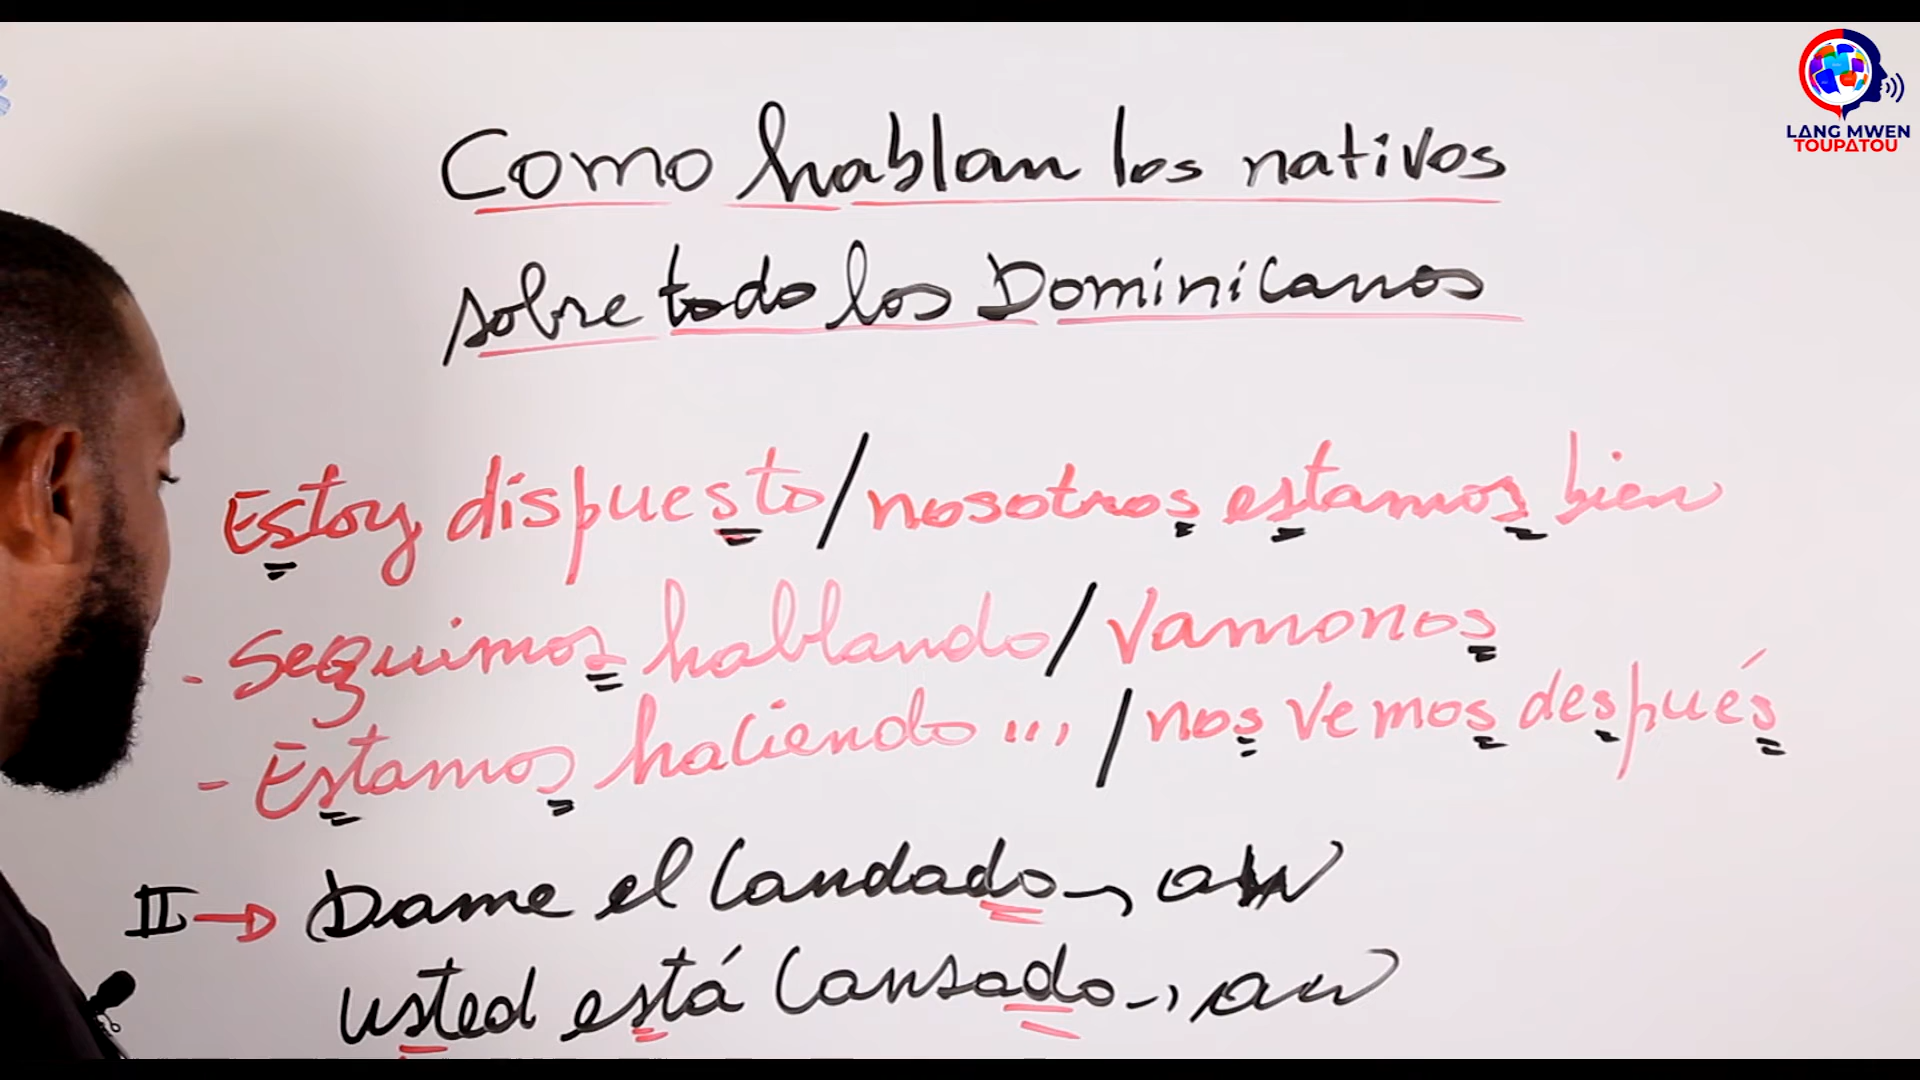 LANG MWEN
TOUPATOU
Como hablan los nativos
sobre todo los Dominicanos
Estoy dispuesto / nosotros estamos bien
- Seguimos hablando / Vamonos
- Estamos haciendo ... / nos vemos después
II → Dame el Candado -, aw
usted está Cansado -, aw